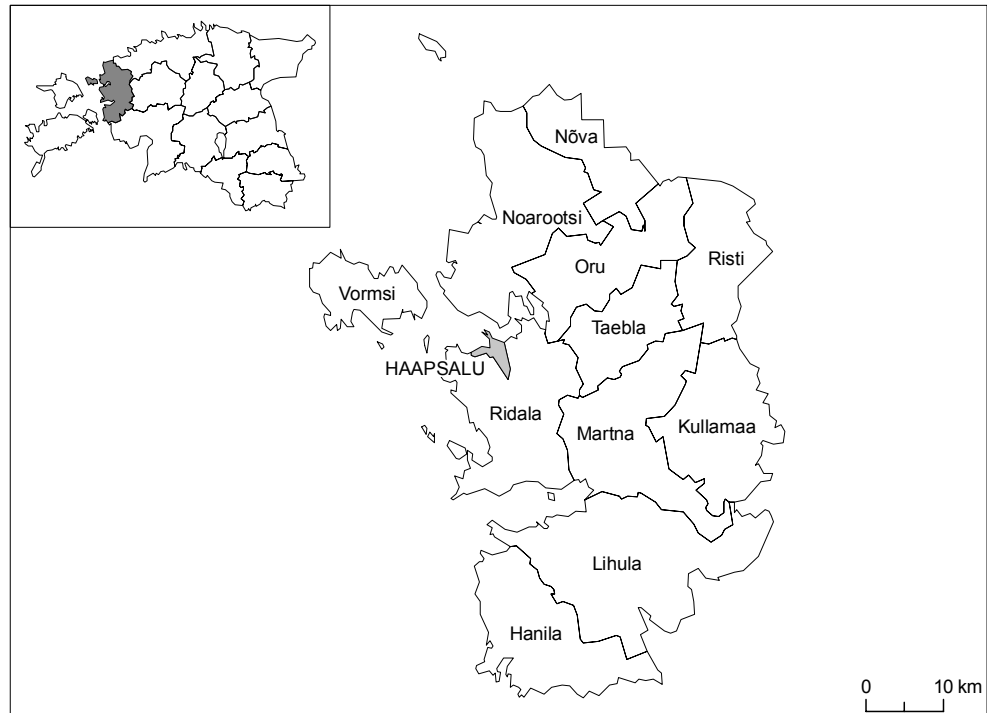 Nõva
Noarootsi
Oru
Risti
Vormsi
Taebla
HAAPSALU
Ridala
Martna
Kullamaa
Lihula
Hanila
0 10 km